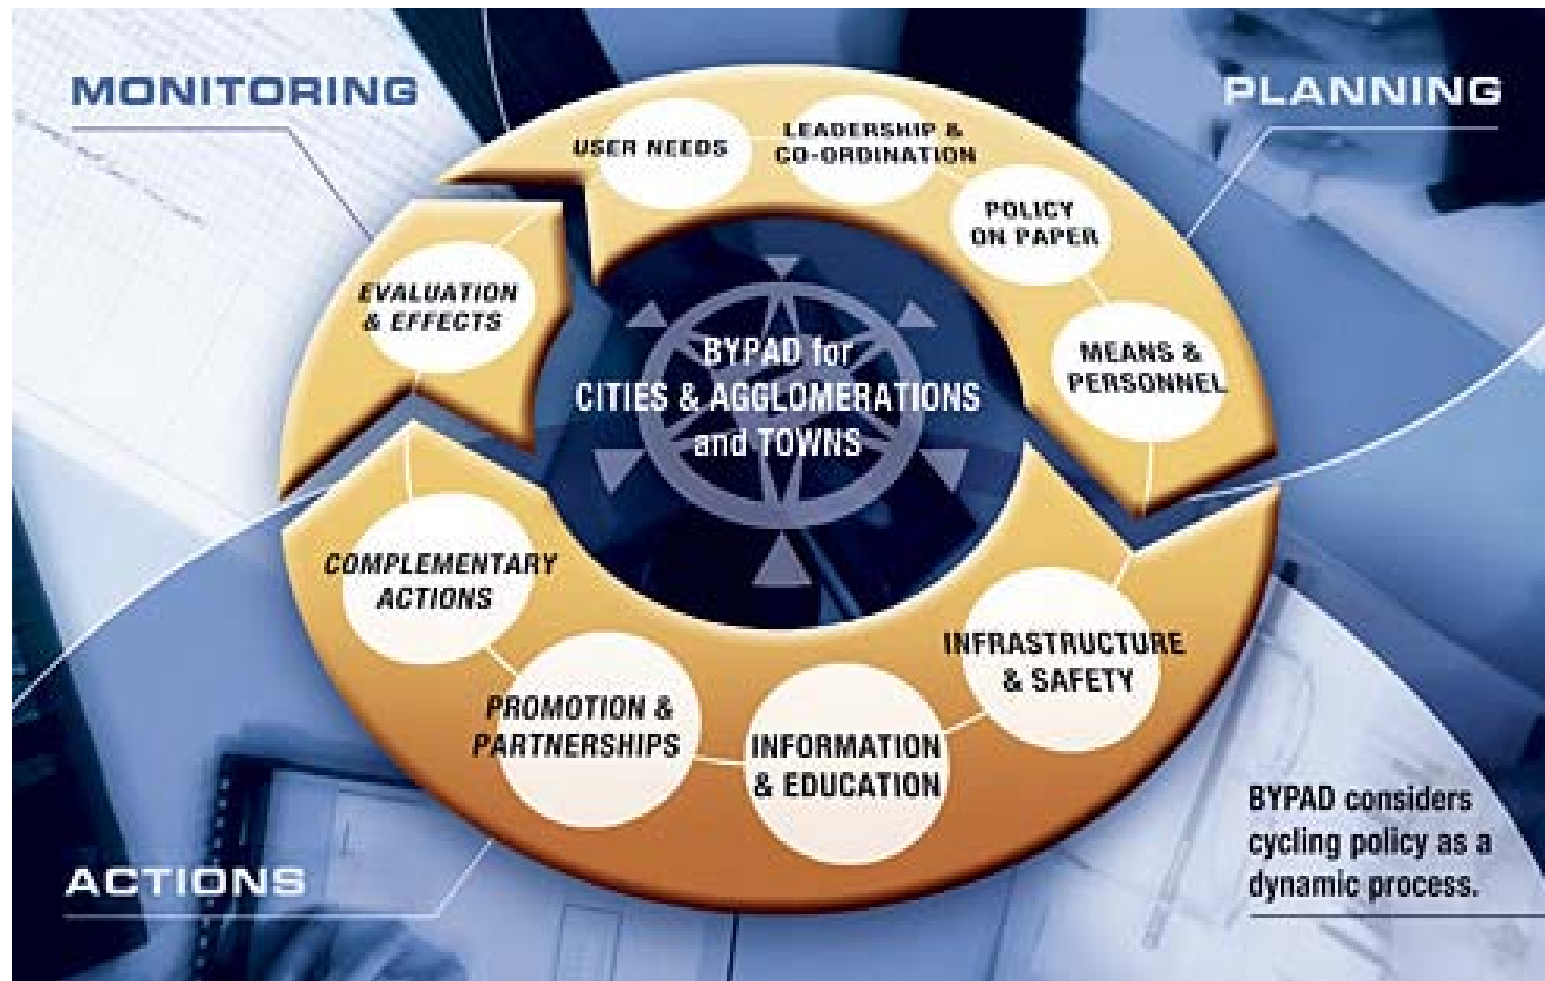 MONITORING
PLANNING
USER NEEDS
LEADERSHIP &
CO-ORDINATION
POLICY
ON PAPER
MEANS &
PERSONNEL
EVALUATION
& EFFECTS
BYPAD for
CITIES & AGGLOMERATIONS
and TOWNS
COMPLEMENTARY
ACTIONS
INFRASTRUCTURE
& SAFETY
PROMOTION &
PARTNERSHIPS
INFORMATION
& EDUCATION
ACTIONS
BYPAD considers
cycling policy as a
dynamic process.